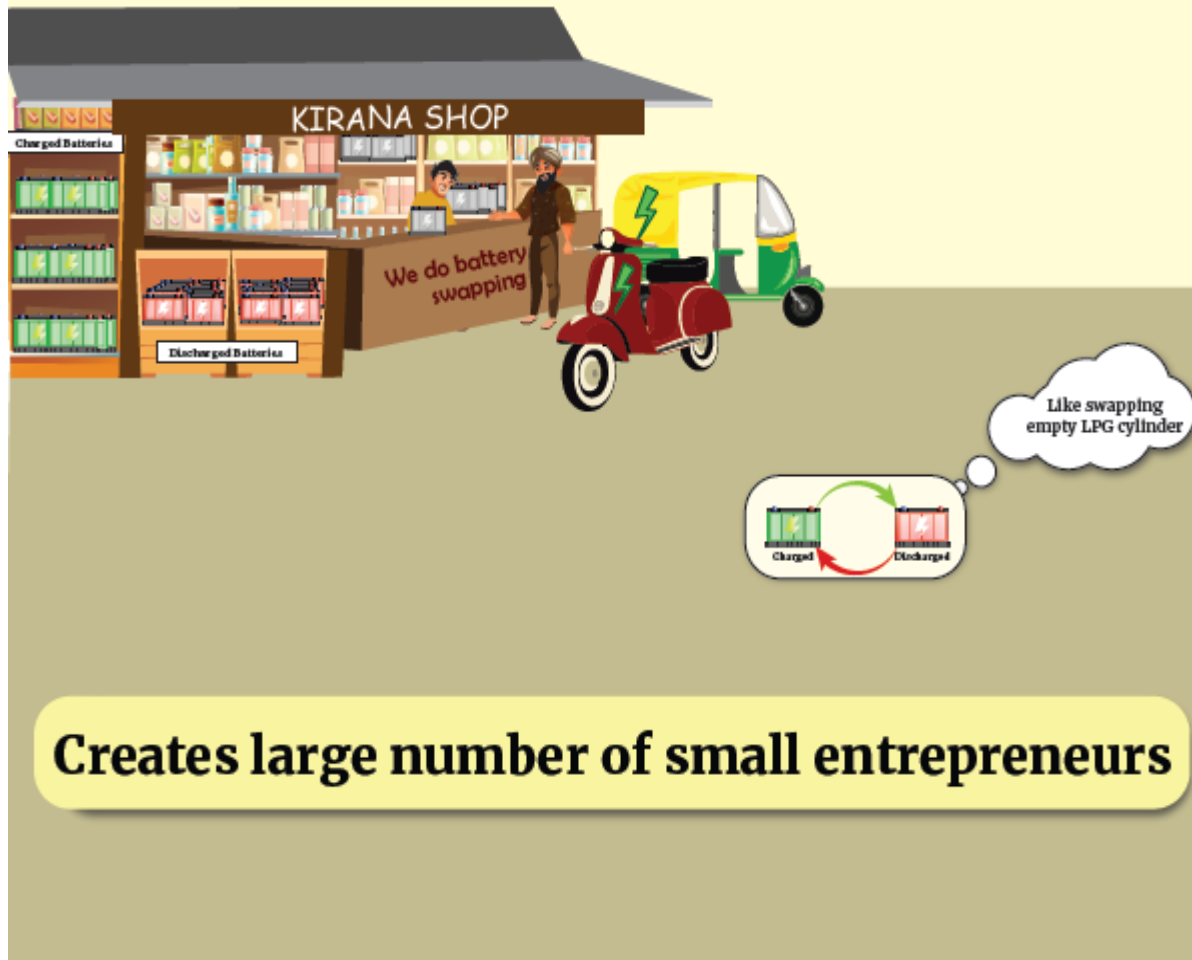 KIRANA SHOP
Charged Batteries
We do battery
swapping
Discharged Batteries
Like swapping
empty LPG cylinder
Charged
Discharged
Creates large number of small entrepreneurs